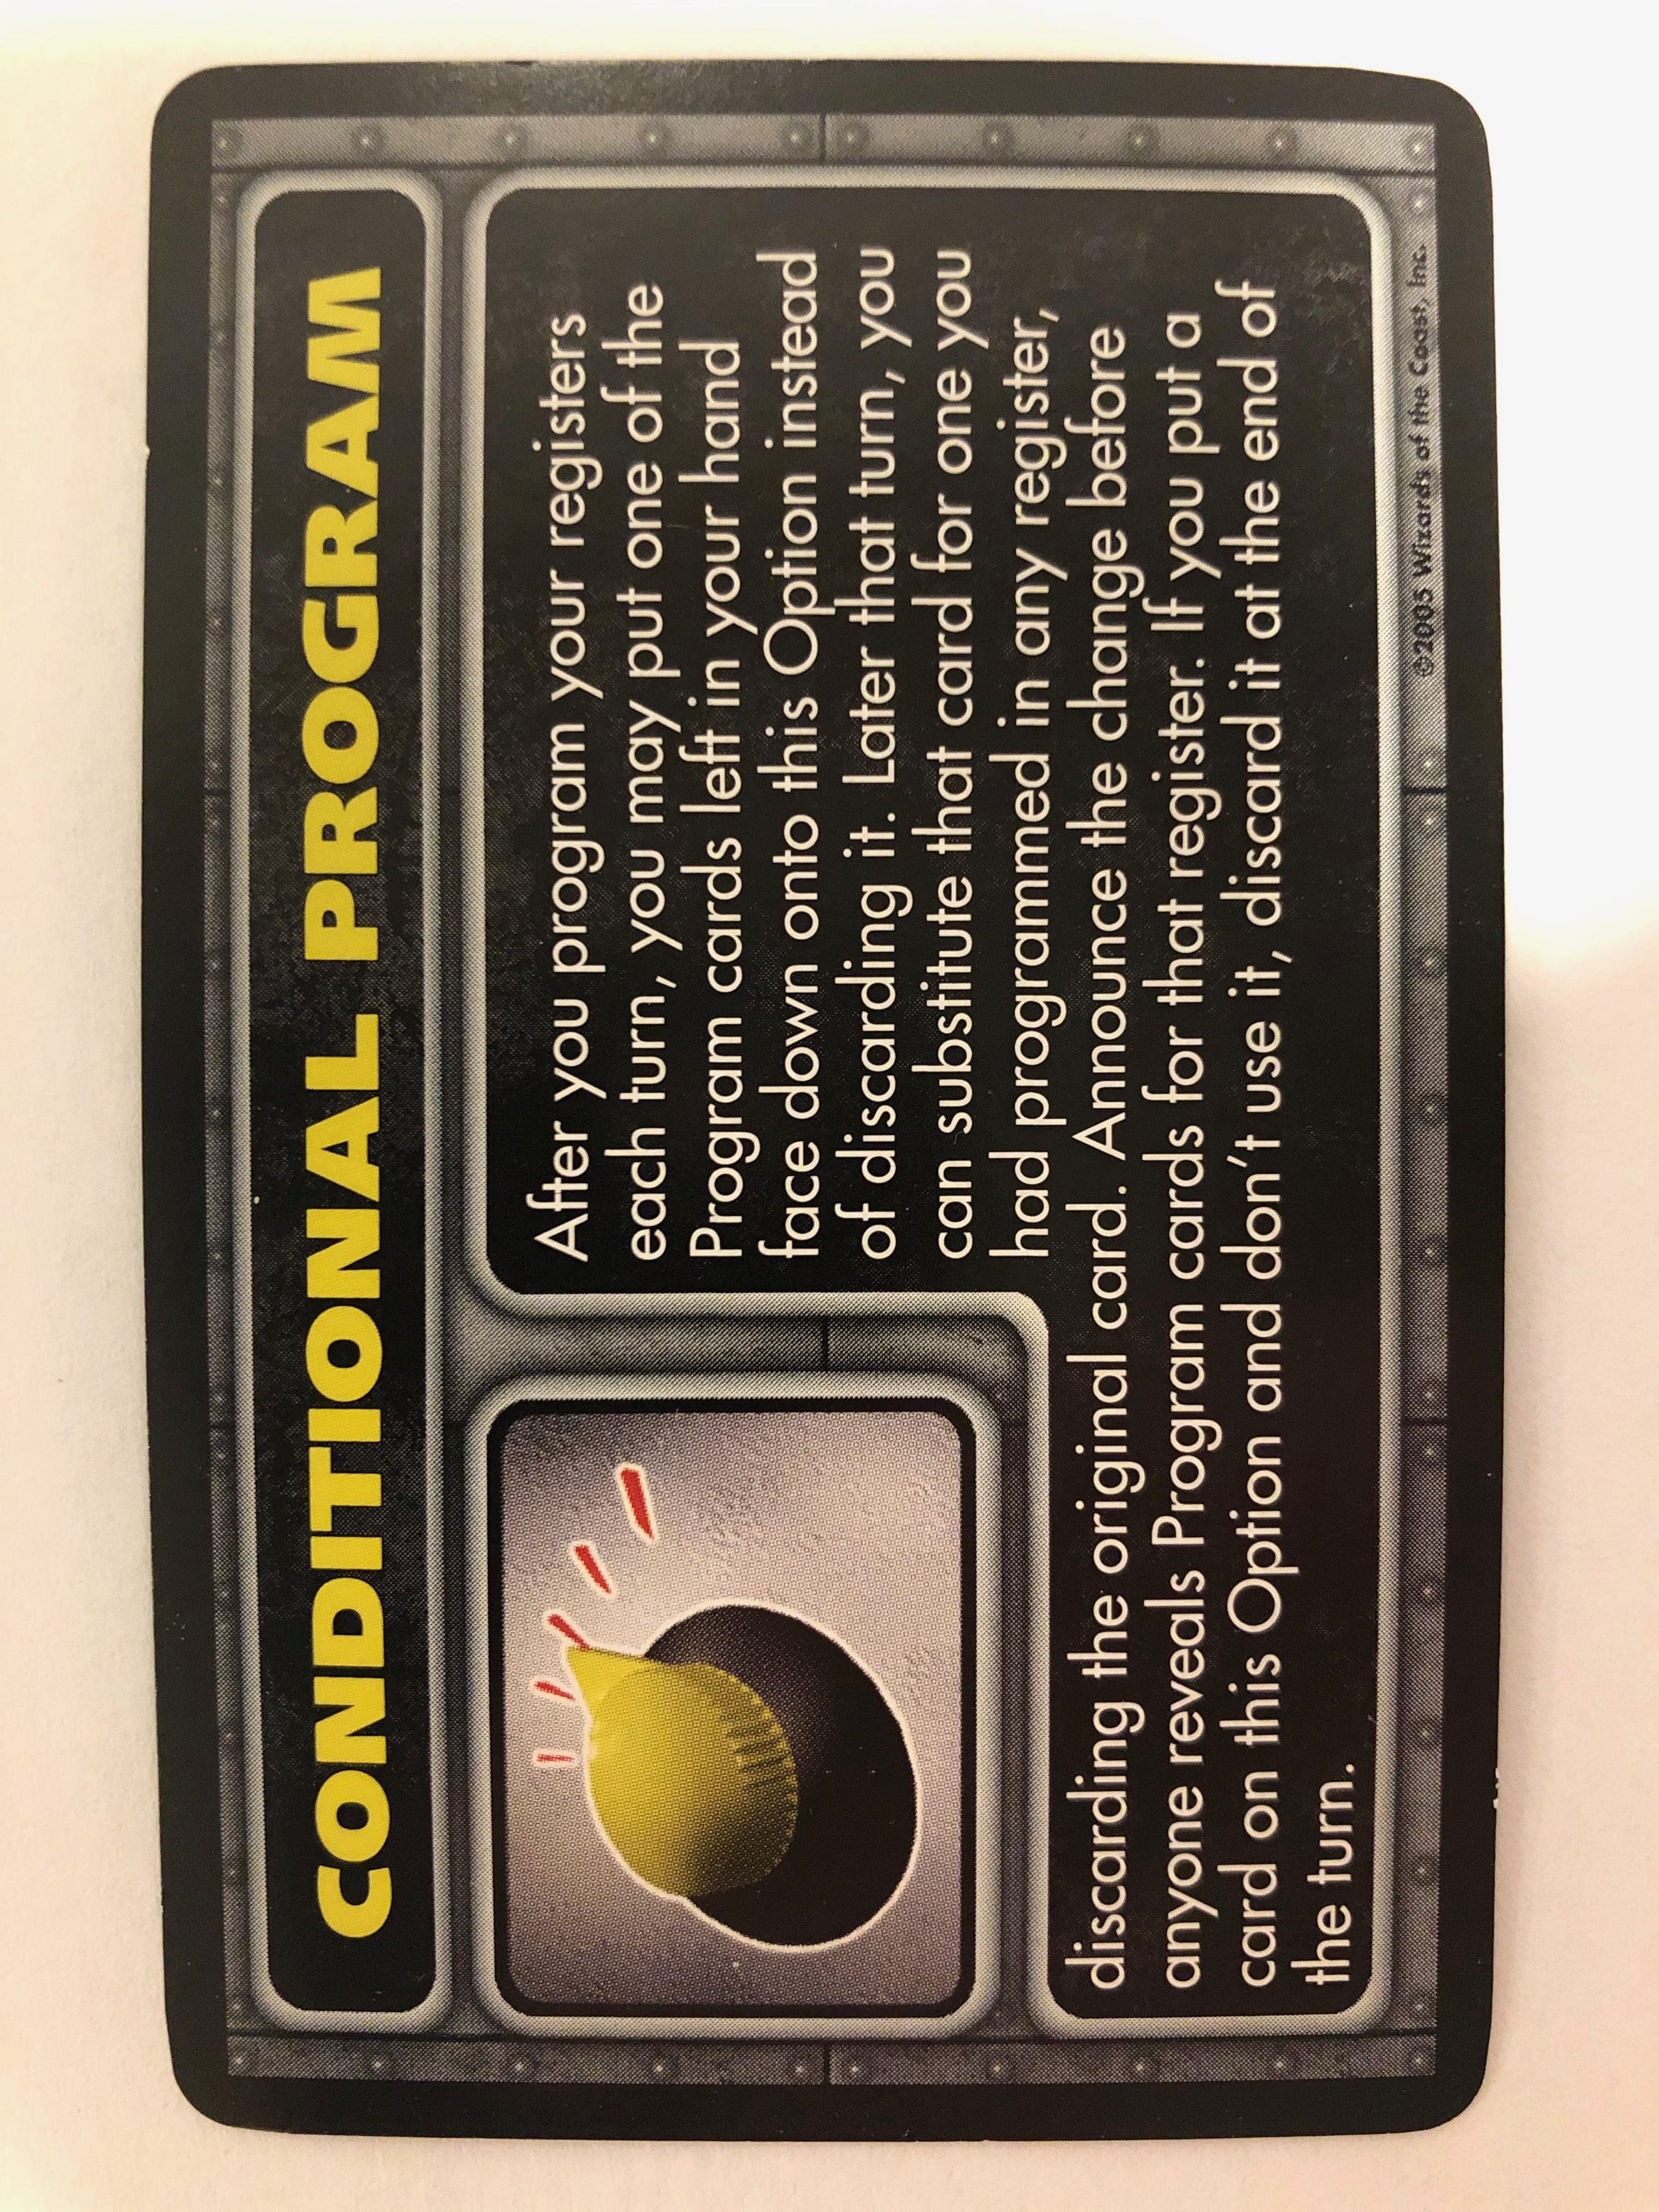 CONDITIONAL PROGRAM
After you program your registers
each turn, you may put one of the
Program cards left in your hand
face down onto this Option instead
of discarding it. Later that turn, you
can substitute that card for one you
had programmed in any register,
discarding the original card. Announce the change before
anyone reveals Program cards for that register. If you put a
card on this Option and don't use it, discard it at the end of
the turn.
©2005 Wizards of the Coast, Inc.